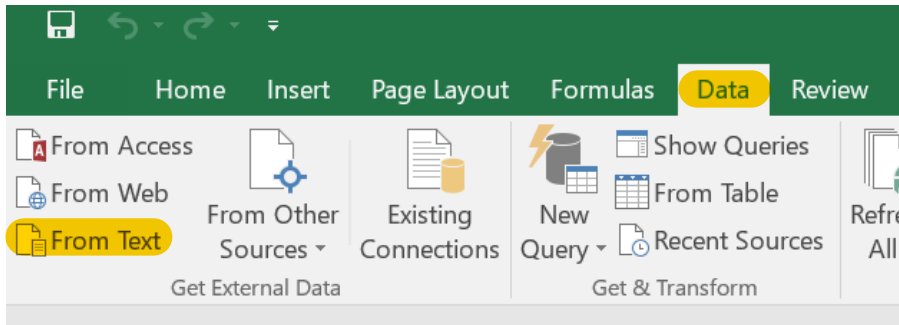 File Home Insert Page Layout Formulas Data Review
From Access
From Web
From Text
From Other
Sources
Existing
Connections
New
Query
Show Queries
From Table
Recent Sources
All
Get External Data
Get & Transform